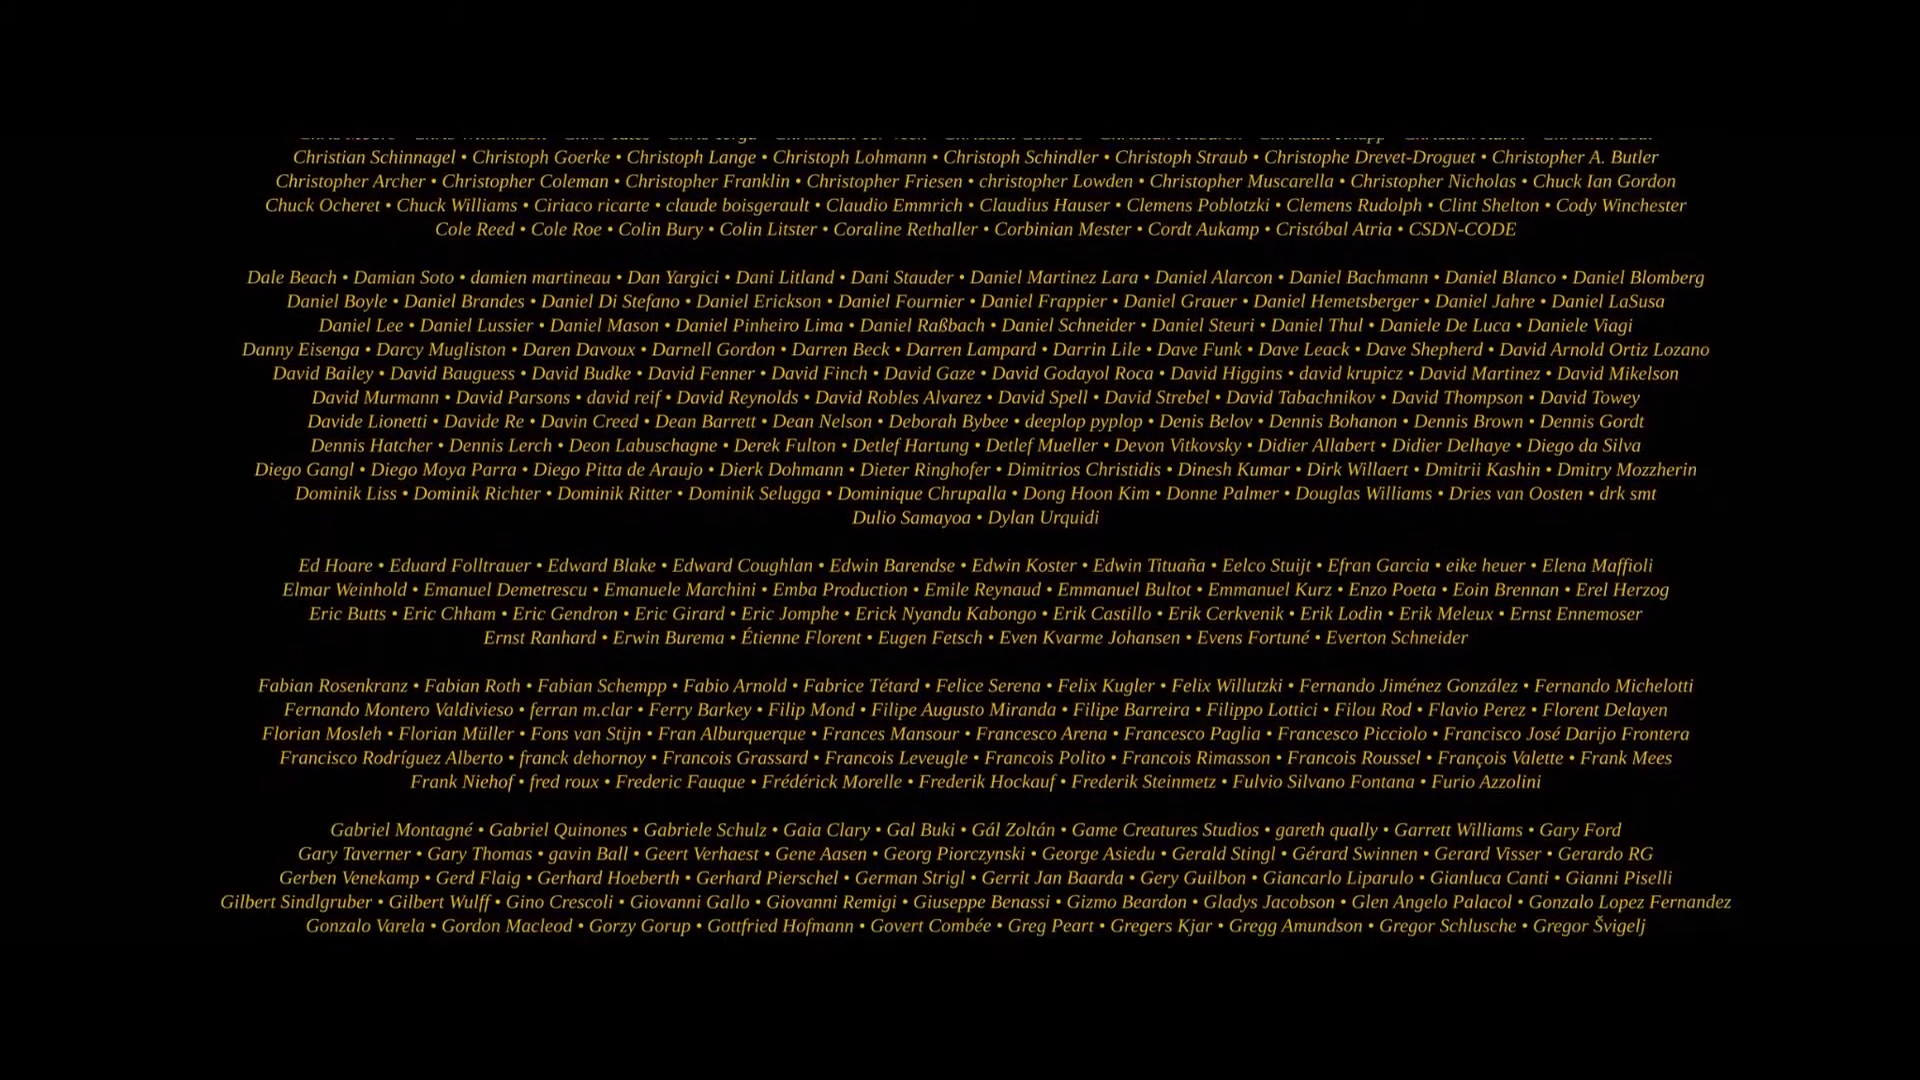 Christian Schinnagel • Christoph Goerke • Christoph Lange • Christoph Lohmann • Christoph Schindler • Christoph Straub • Christophe Drevet-Droguet • Christopher A. Butler
Christopher Archer • Christopher Coleman • Christopher Franklin • Christopher Friesen • christopher Lowden • Christopher Muscarella • Christopher Nicholas • Chuck Ian Gordon
Chuck Ocheret • Chuck Williams • Ciriaco ricarte • claude boisgerault • Claudio Emmrich • Claudius Hauser • Clemens Poblotzki • Clemens Rudolph • Clint Shelton • Cody Winchester
Cole Reed • Cole Roe • Colin Bury • Colin Litster • Coraline Rethaller • Corbinian Mester • Cordt Aukamp • Cristóbal Atria • CSDN-CODE
Dale Beach • Damian Soto • damien martineau • Dan Yargici • Dani Litland • Dani Stauder • Daniel Martinez Lara • Daniel Alarcon • Daniel Bachmann • Daniel Blanco • Daniel Blomberg
Daniel Boyle • Daniel Brandes • Daniel Di Stefano • Daniel Erickson • Daniel Fournier • Daniel Frappier • Daniel Grauer • Daniel Hemetsberger • Daniel Jahre • Daniel LaSusa
Daniel Lee • Daniel Lussier • Daniel Mason • Daniel Pinheiro Lima • Daniel Raßbach • Daniel Schneider • Daniel Steuri • Daniel Thul • Daniele De Luca • Daniele Viagi
Danny Eisenga • Darcy Mugliston • Daren Davoux • Darnell Gordon • Darren Beck • Darren Lampard • Darrin Lile • Dave Funk • Dave Leack • Dave Shepherd • David Arnold Ortiz Lozano
David Bailey • David Bauguess • David Budke • David Fenner • David Finch • David Gaze • David Godayol Roca • David Higgins • david krupicz • David Martinez • David Mikelson
David Murmann • David Parsons • david reif • David Reynolds • David Robles Alvarez • David Spell • David Strebel • David Tabachnikov • David Thompson • David Towey
Davide Lionetti • Davide Re • Davin Creed • Dean Barrett • Dean Nelson • Deborah Bybee • deeplop pyplop • Denis Belov • Dennis Bohanon • Dennis Brown • Dennis Gordt
Dennis Hatcher • Dennis Lerch • Deon Labuschagne • Derek Fulton • Detlef Hartung • Detlef Mueller • Devon Vitkovsky • Didier Allabert • Didier Delhaye • Diego da Silva
Diego Gangl • Diego Moya Parra • Diego Pitta de Araujo • Dierk Dohmann • Dieter Ringhofer • Dimitrios Christidis • Dinesh Kumar • Dirk Willaert • Dmitrii Kashin • Dmitry Mozzherin
Dominik Liss • Dominik Richter • Dominik Ritter • Dominik Selugga • Dominique Chrupalla • Dong Hoon Kim • Donne Palmer • Douglas Williams • Dries van Oosten • drk smt
Dulio Samayoa • Dylan Urquidi
Ed Hoare • Eduard Folltrauer • Edward Blake • Edward Coughlan • Edwin Barendse • Edwin Koster • Edwin Tituaña • Eelco Stuijt • Efran Garcia • eike heuer • Elena Maffioli
Elmar Weinhold • Emanuel Demetrescu • Emanuele Marchini • Emba Production • Emile Reynaud • Emmanuel Bultot • Emmanuel Kurz • Enzo Poeta • Eoin Brennan • Erel Herzog
Eric Butts • Eric Chham • Eric Gendron • Eric Girard • Eric Jomphe • Erick Nyandu Kabongo • Erik Castillo • Erik Cerkvenik • Erik Lodin • Erik Meleux • Ernst Ennemoser
Ernst Ranhard • Erwin Burema • Étienne Florent • Eugen Fetsch • Even Kvarme Johansen • Evens Fortuné • Everton Schneider
Fabian Rosenkranz • Fabian Roth • Fabian Schempp • Fabio Arnold • Fabrice Tétard • Felice Serena • Felix Kugler • Felix Willutzki • Fernando Jiménez González • Fernando Michelotti
Fernando Montero Valdivieso • ferran m.clar • Ferry Barkey • Filip Mond • Filipe Augusto Miranda • Filipe Barreira • Filippo Lottici • Filou Rod • Flavio Perez • Florent Delayen
Florian Mosleh • Florian Müller • Fons van Stijn • Fran Alburquerque • Frances Mansour • Francesco Arena • Francesco Paglia • Francesco Picciolo • Francisco José Darijo Frontera
Francisco Rodríguez Alberto • franck dehornoy • Francois Grassard • Francois Leveugle • Francois Polito • Francois Rimasson • Francois Roussel • François Valette • Frank Mees
Frank Niehof • fred roux • Frederic Fauque • Frédérick Morelle • Frederik Hockauf • Frederik Steinmetz • Fulvio Silvano Fontana • Furio Azzolini
Gabriel Montagné • Gabriel Quinones • Gabriele Schulz • Gaia Clary • Gal Buki • Gál Zoltán • Game Creatures Studios • gareth qually • Garrett Williams • Gary Ford
Gary Taverner • Gary Thomas • gavin Ball • Geert Verhaest • Gene Aasen • Georg Piorczynski • George Asiedu • Gerald Stingl • Gérard Swinnen • Gerard Visser • Gerardo RG
Gerben Venekamp • Gerd Flaig • Gerhard Hoeberth • Gerhard Pierschel • German Strigl • Gerrit Jan Baarda • Gery Guilbon • Giancarlo Liparulo • Gianluca Canti • Gianni Piselli
Gilbert Sindlgruber • Gilbert Wulff • Gino Crescoli • Giovanni Gallo • Giovanni Remigi • Giuseppe Benassi • Gizmo Beardon • Gladys Jacobson • Glen Angelo Palacol • Gonzalo Lopez Fernandez
Gonzalo Varela • Gordon Macleod • Gorzy Gorup • Gottfried Hofmann • Govert Combée • Greg Peart • Gregers Kjar • Gregg Amundson • Gregor Schlusche • Gregor Švigelj